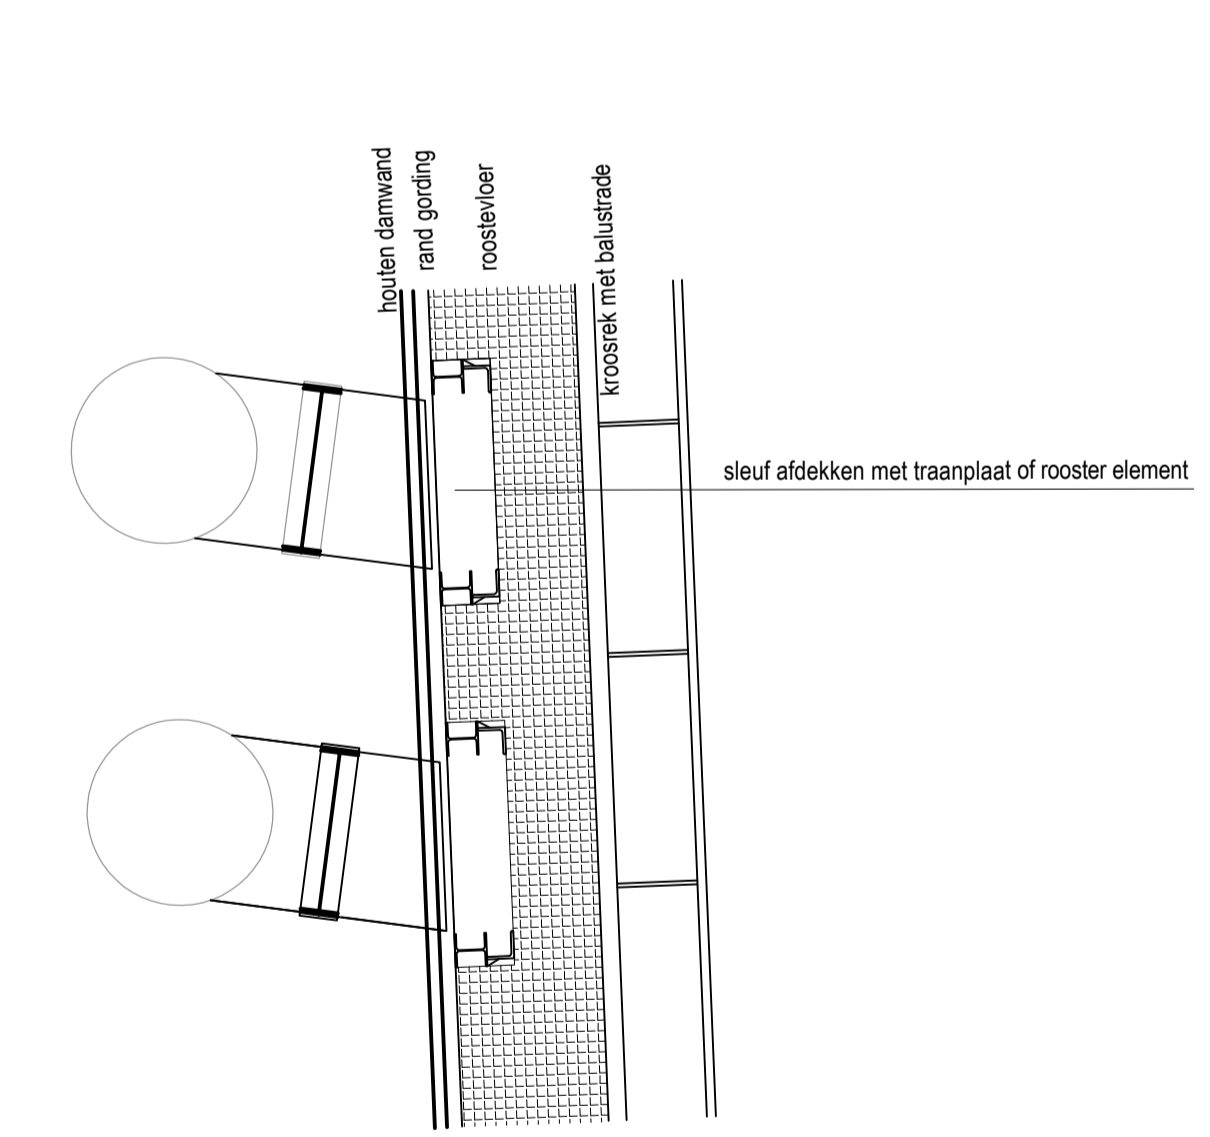 houten damwand
rand gording
roostevloer
kroosrek met balustrade
sleuf afdekken met traanplaat of rooster element